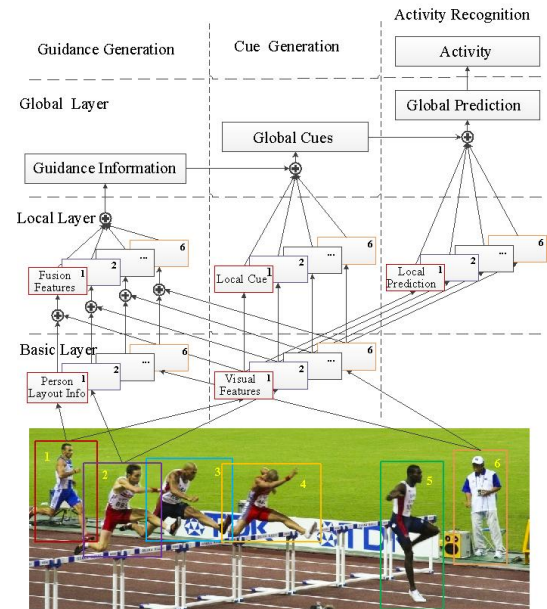 Activity Recognition
Guidance Generation
Cue Generation
Activity
Global Layer
Global Prediction
Global Cues
Guidance Information
Local Layer
6
...
2
1
Fusion
Features
6
...
2
1
Local Cue
6
...
2
1
Local
Prediction
Basic Layer
6
...
2
1
Person
Layout Info
6
...
2
1
Visual
Features
1
2
3
4
5
6
TDK
TDK